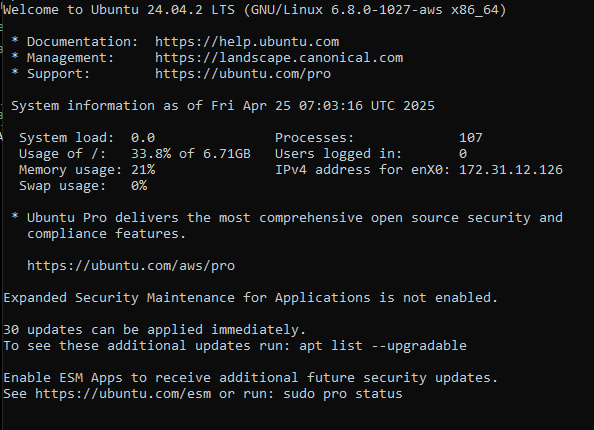 Welcome to Ubuntu 24.04.2 LTS (GNU/Linux 6.8.0-1027-aws x86_64)
* Documentation:  https://help.ubuntu.com
* Management:     https://landscape.canonical.com
* Support:        https://ubuntu.com/pro
System information as of Fri Apr 25 07:03:16 UTC 2025
System load:  0.0               Processes:             107
Usage of /:   33.8% of 6.71GB   Users logged in:       0
Memory usage: 21%               IPv4 address for enX0: 172.31.12.126
Swap usage:   0%
* Ubuntu Pro delivers the most comprehensive open source security and
compliance features.
https://ubuntu.com/aws/pro
Expanded Security Maintenance for Applications is not enabled.
30 updates can be applied immediately.
To see these additional updates run: apt list --upgradable
Enable ESM Apps to receive additional future security updates.
See https://ubuntu.com/esm or run: sudo pro status